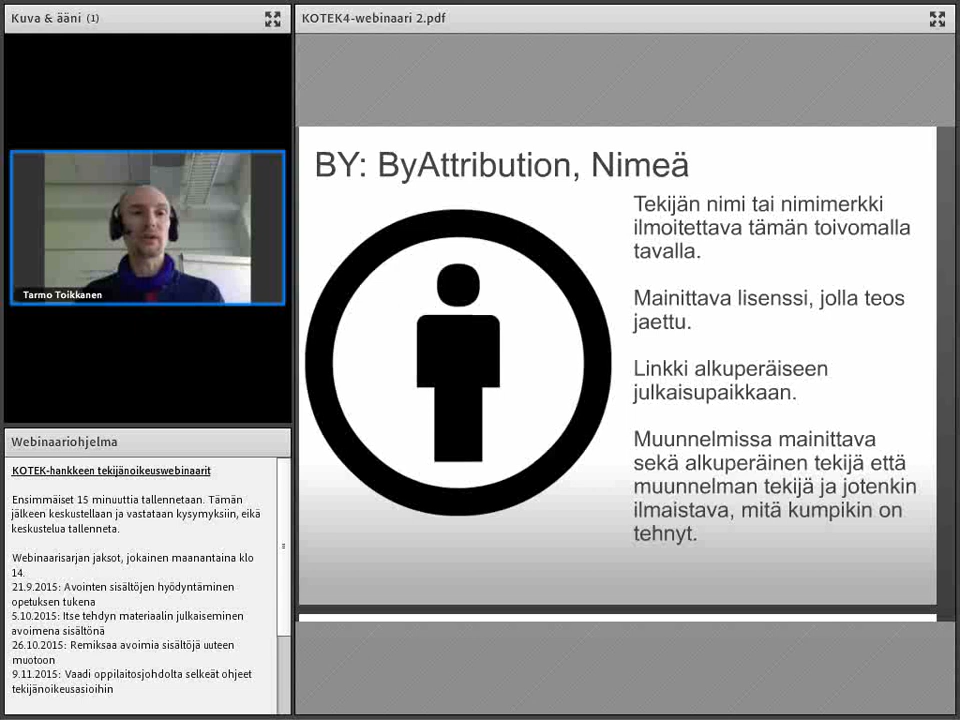 Kuva & ääni (1)
Tarmo Toikkanen
Webinaariohjelma
KOTEK-hankkeen tekijänoikeuswebinaarit
Ensimmäiset 15 minuuttia tallennetaan. Tämän
jälkeen keskustellaan ja vastataan kysymyksiin, eikä
keskustelua tallenneta.
Webinaarisarjan jaksot, jokainen maanantaina klo
14.
21.9.2015: Avointen sisältöjen hyödyntäminen
opetuksen tukena
5.10.2015: Itse tehdyn materiaalin julkaiseminen
avoimena sisältönä
26.10.2015: Remiksaa avoimia sisältöjä uuteen
muotoon
9.11.2015: Vaadi oppilaitosjohdolta selkeät ohjeet
tekijänoikeusasioihin
KOTEK4-webinaari 2.pdf
BY: ByAttribution, Nimeä
Tekijän nimi tai nimimerkki
ilmoitettava tämän toivomalla
tavalla.
Mainittava lisenssi, jolla teos
jaettu.
Linkki alkuperäiseen
julkaisupaikkaan.
Muunnelmissa mainittava
sekä alkuperäinen tekijä että
muunnelman tekijä ja jotenkin
ilmaistava, mitä kumpikin on
tehnyt.